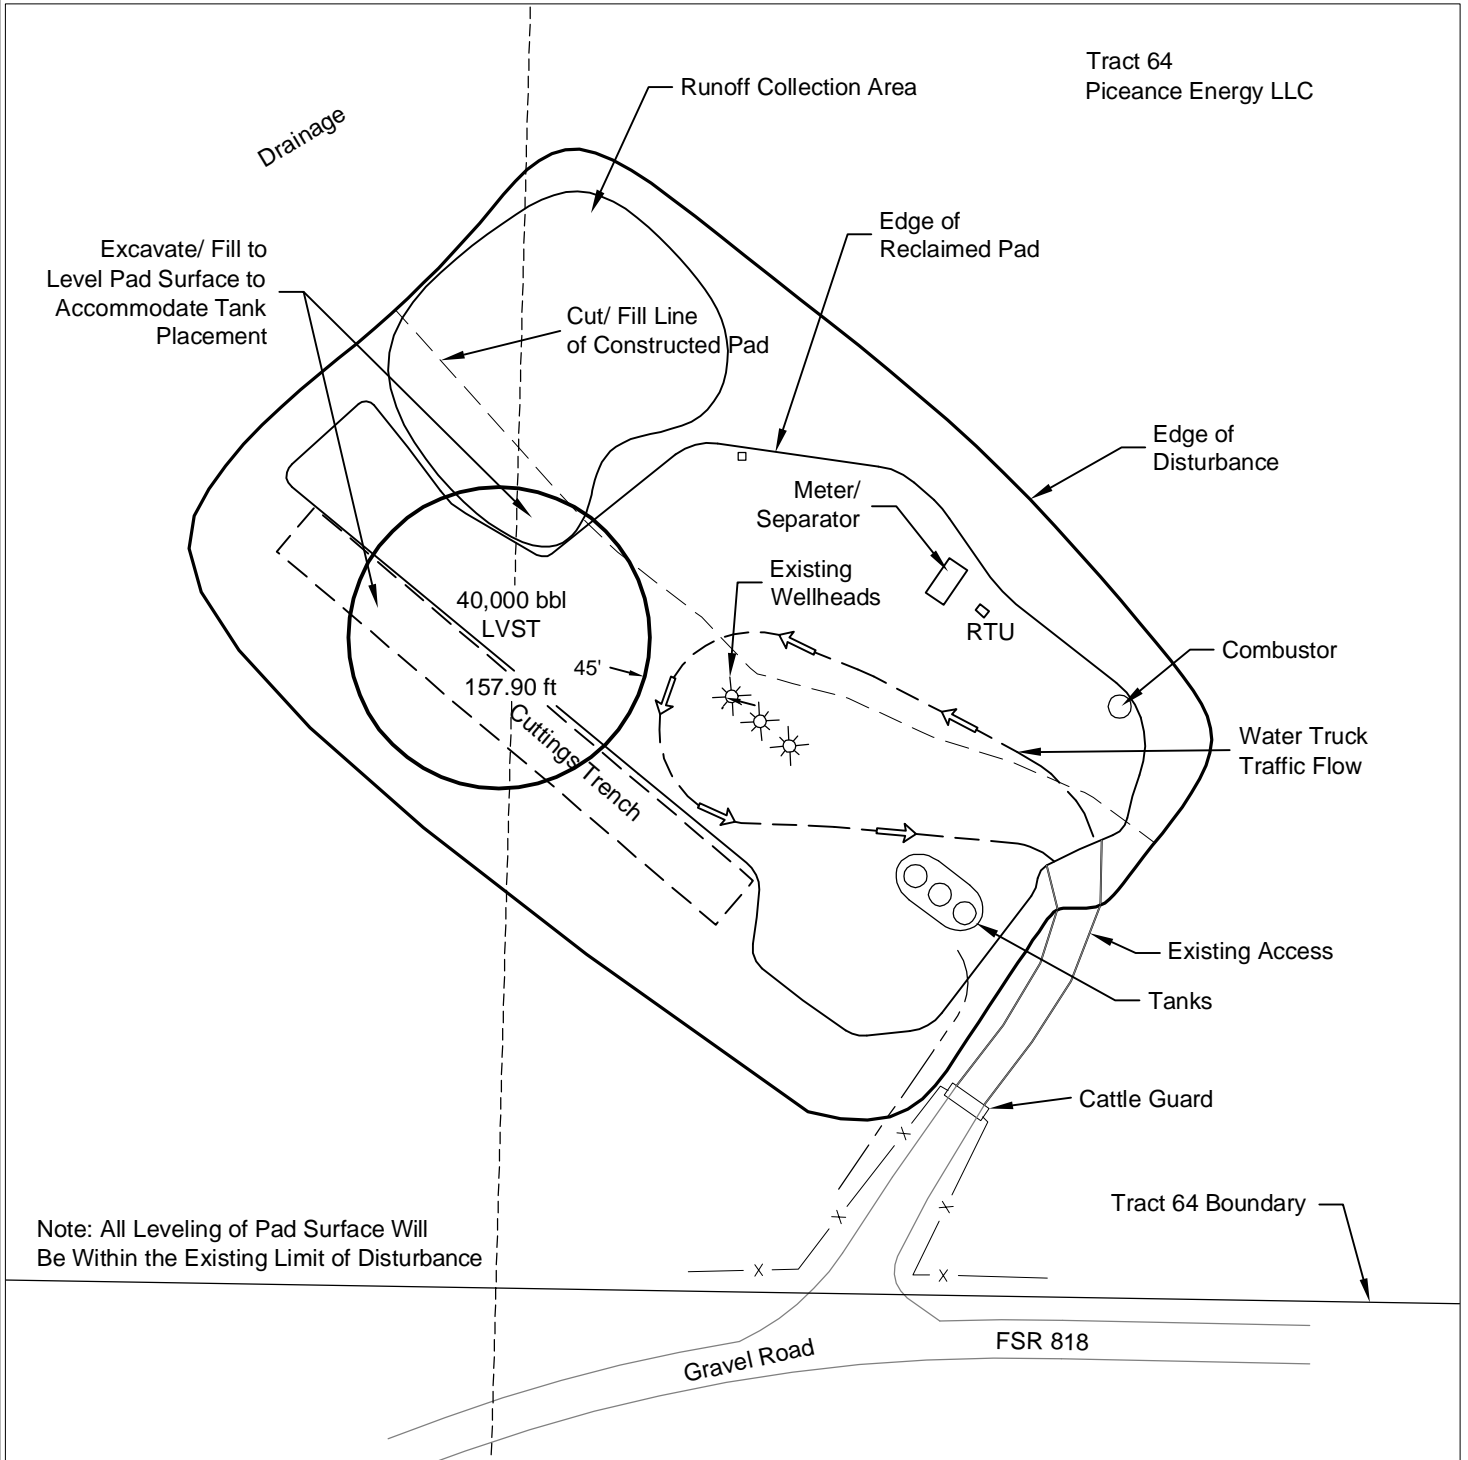 Tract 64
Piceance Energy LLC
Runoff Collection Area
Drainage
Edge of
Reclaimed Pad
Excavate/ Fill to
Level Pad Surface to
Accommodate Tank
Placement
Cut/ Fill Line
of Constructed Pad
Edge of
Disturbance
Meter/
Separator
Existing
Wellheads
40,000 bbl
LVST
RTU
Combustor
45'
157.90 ft
Cuttings Trench
Water Truck
Traffic Flow
Existing Access
Tanks
Cattle Guard
Tract 64 Boundary
Note: All Leveling of Pad Surface Will
Be Within the Existing Limit of Disturbance
X
X
X
X
X
FSR 818
Gravel Road